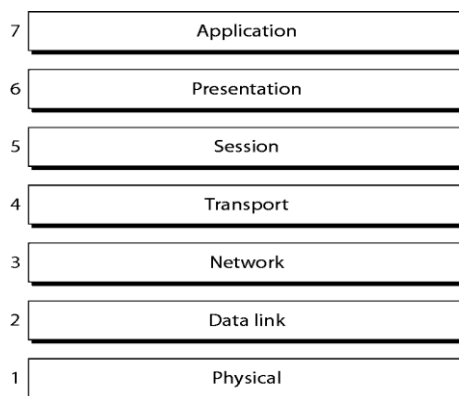 7 Application
6 Presentation
5 Session
4 Transport
3 Network
2 Data link
1 Physical